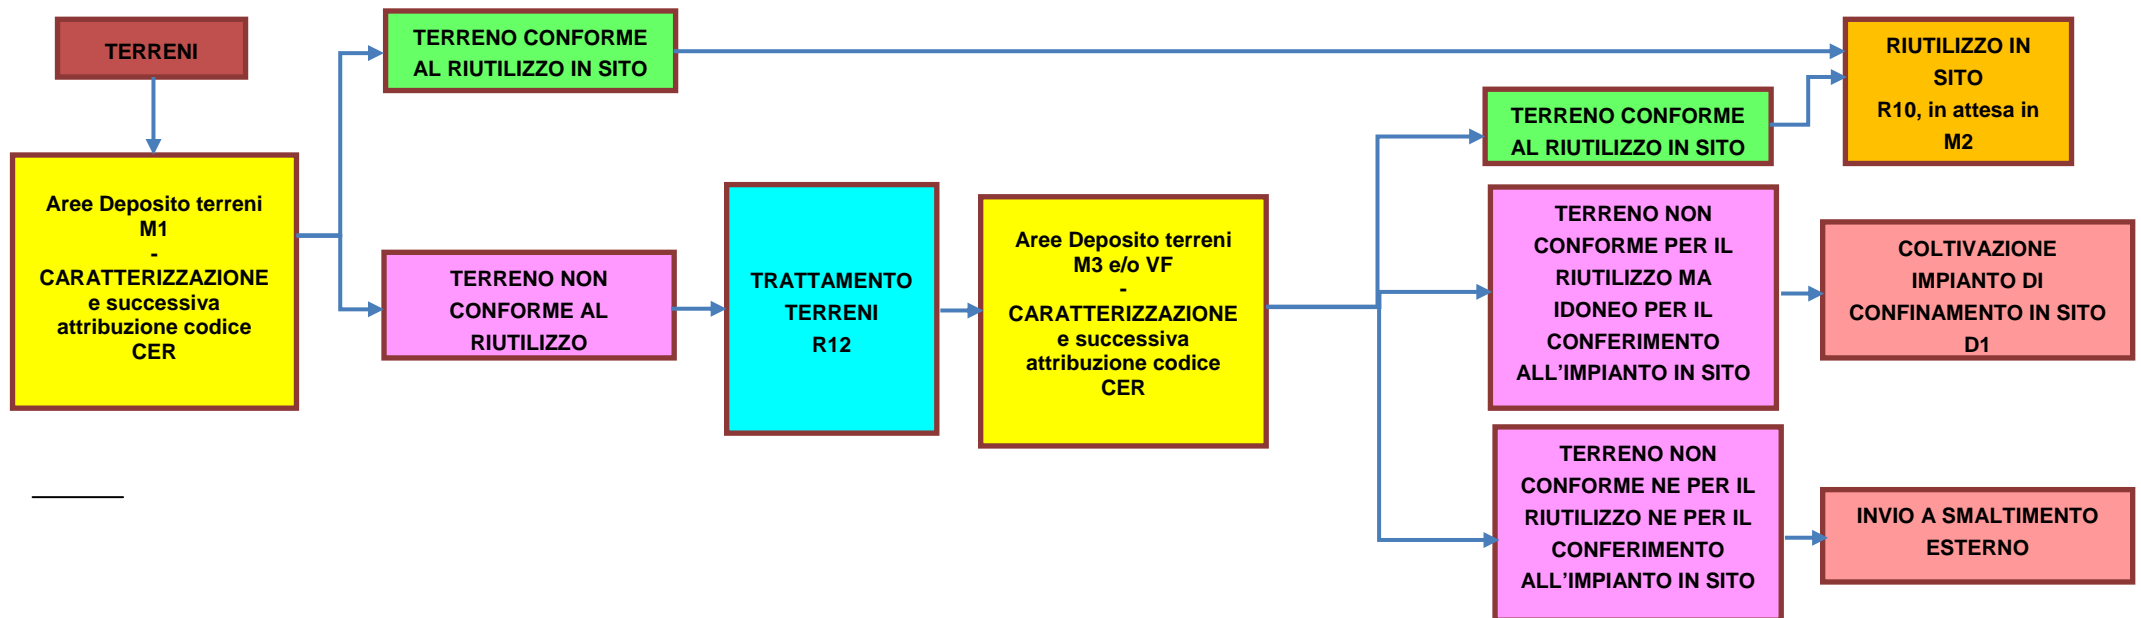 TERRENI
Aree Deposito terreni
M1
-
CARATTERIZZAZIONE
e successiva
attribuzione codice
CER
TERRENO CONFORME
AL RIUTILIZZO IN SITO
TERRENO NON
CONFORME AL
RIUTILIZZO
TRATTAMENTO
TERRENI
R12
Aree Deposito terreni
M3 e/o VF
-
CARATTERIZZAZIONE
e successiva
attribuzione codice
CER
TERRENO CONFORME
AL RIUTILIZZO IN SITO
RIUTILIZZO IN
SITO
R10, in attesa in
M2
TERRENO NON
CONFORME PER IL
RIUTILIZZO MA
IDONEO PER IL
CONFERIMENTO
ALL’IMPIANTO IN SITO
COLTIVAZIONE
IMPIANTO DI
CONFINAMENTO IN SITO
D1
TERRENO NON
CONFORME NE PER IL
RIUTILIZZO NE PER IL
CONFERIMENTO
ALL’IMPIANTO IN SITO
INVIO A SMALTIMENTO
ESTERNO